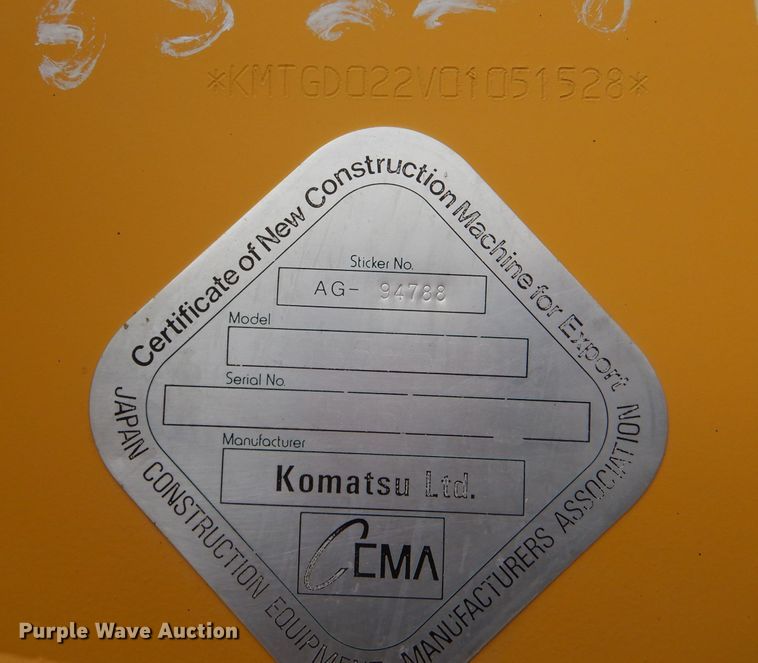 *KMTGD022V01051528*
Certificate of New Construction Machine for Export
Sticker No.
AG- 94788
Model
Serial No.
Manufacturer
Komatsu Ltd.
CEMA
JAPAN CONSTRUCTION EQUIPMENT MANUFACTURERS ASSOCIATION
Purple Wave Auction